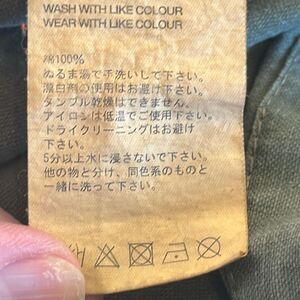 WASH WITH LIKE COLOUR
WEAR WITH LIKE COLOUR
綿100%
ぬるま湯で手洗いして下さい。
漂白剤の使用はお避け下さい。
タンブル乾燥はできません。
アイロンは低温でご使用下さい。
ドライクリーニングはお避け
下さい。
5分以上水に浸さないで下さい。
他の物と分け、同色系のものと
一緒に洗って下さい。